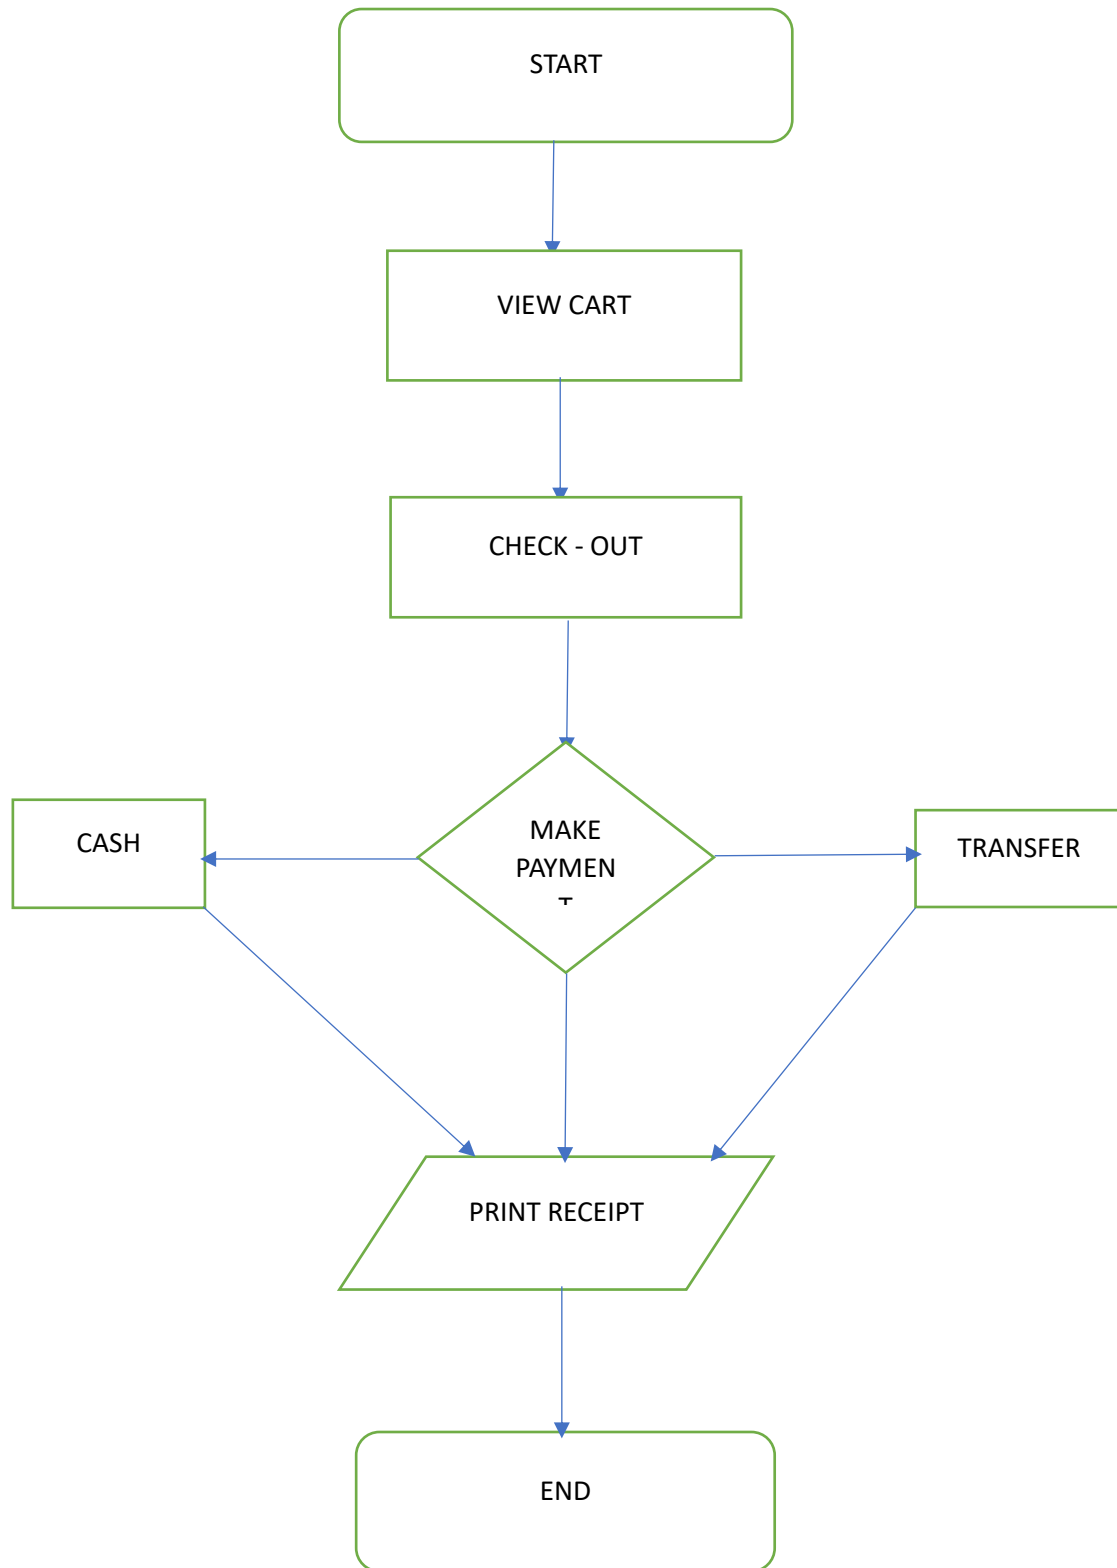 START
VIEW CART
CHECK - OUT
CASH
MAKE
PAYMEN
T
TRANSFER
PRINT RECEIPT
END